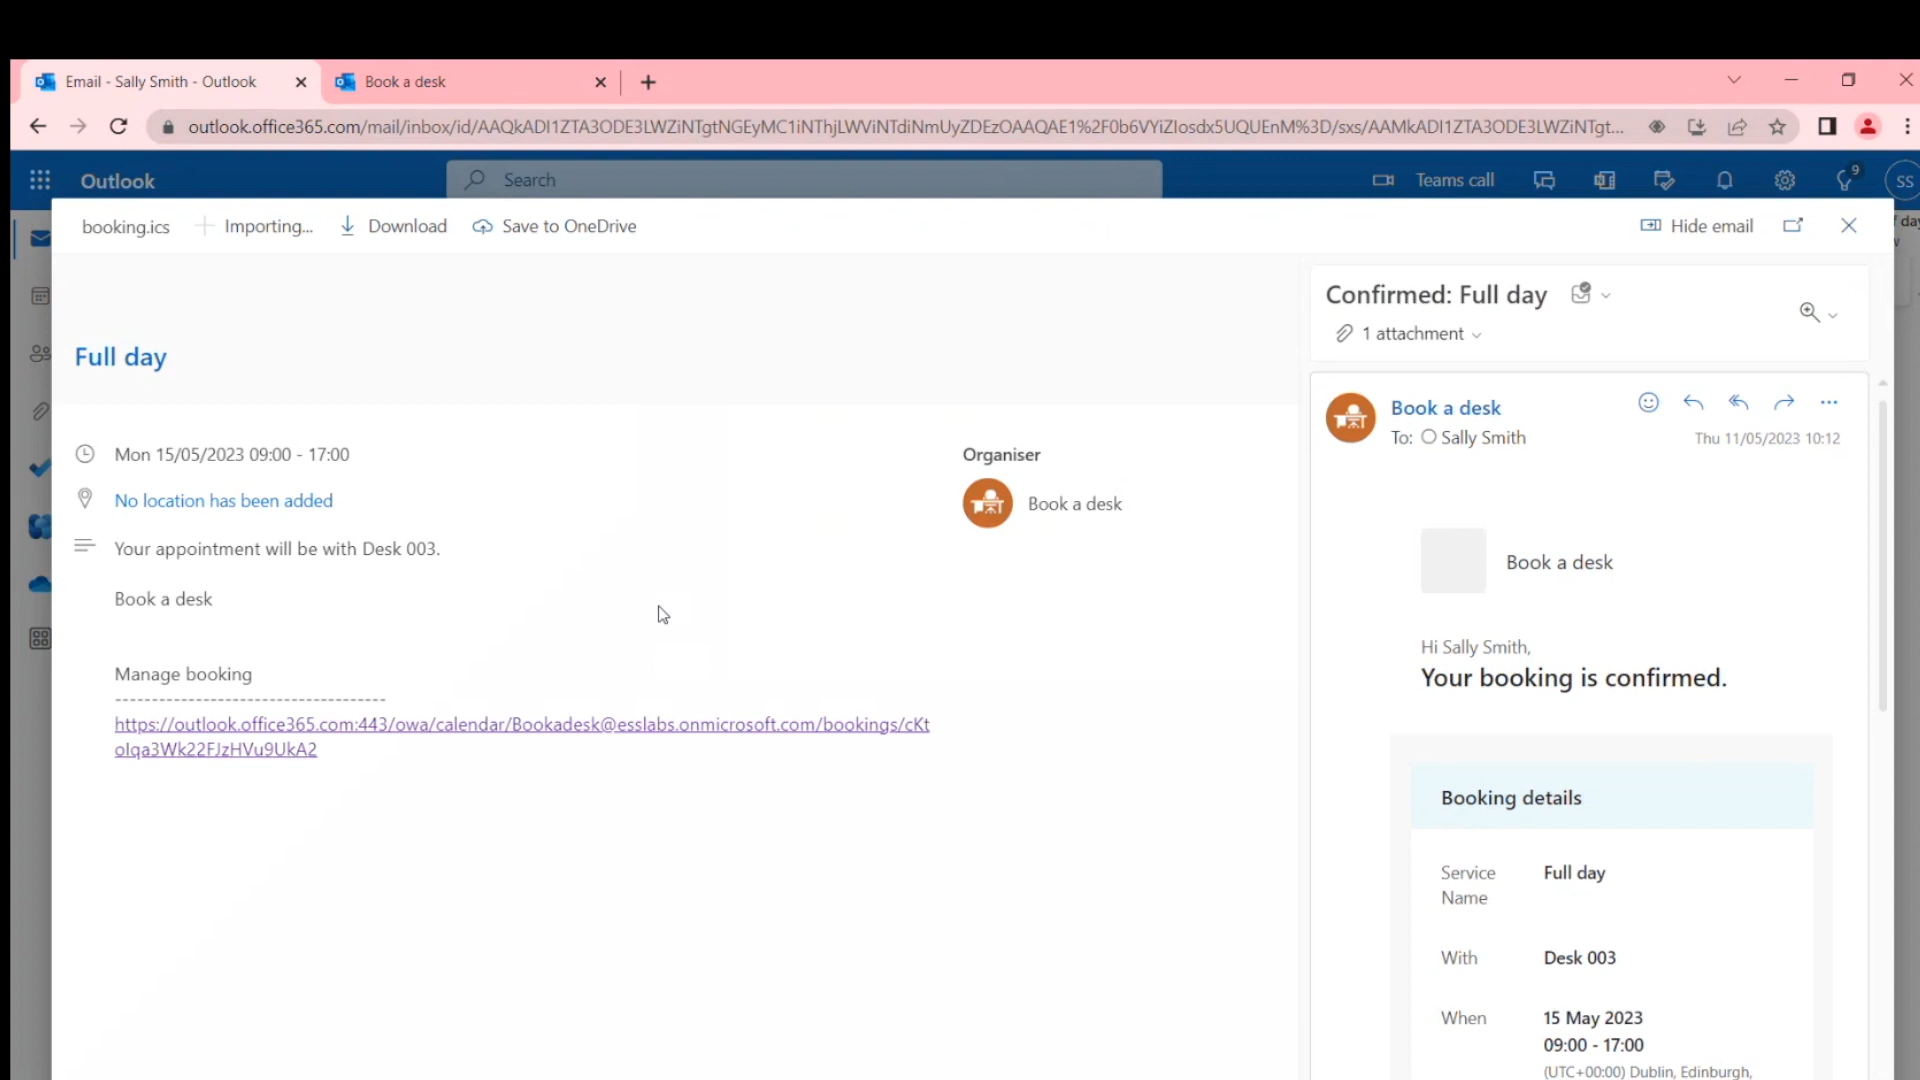 Email - Sally Smith - Outlook
Book a desk
outlook.office365.com/mail/inbox/id/AAQkADI1ZTA3ODE3LWZiNTgtNGEyMC1iNThjLWViNTdiNmUyZDEzOAAQAE1%2F0b6VYiZIosdx5UQUEnM%3D/sxs/AAMkADI1ZTA3ODE3LWZiNTgt...
Outlook
Search
Teams call
9
SS
booking.ics
Importing...
Download
Save to OneDrive
Hide email
Full day
Mon 15/05/2023 09:00 - 17:00
No location has been added
Your appointment will be with Desk 003.
Book a desk
Manage booking
----------------------------------
https://outlook.office365.com:443/owa/calendar/Bookadesk@esslabs.onmicrosoft.com/bookings/cKt
oIqa3Wk22FJzHVu9UkA2
Organiser
Book a desk
Confirmed: Full day
1 attachment
Book a desk
To: Sally Smith
Thu 11/05/2023 10:12
Book a desk
Hi Sally Smith,
Your booking is confirmed.
Booking details
Service Name
Full day
With
Desk 003
When
15 May 2023
09:00 - 17:00
(UTC+00:00) Dublin, Edinburgh,